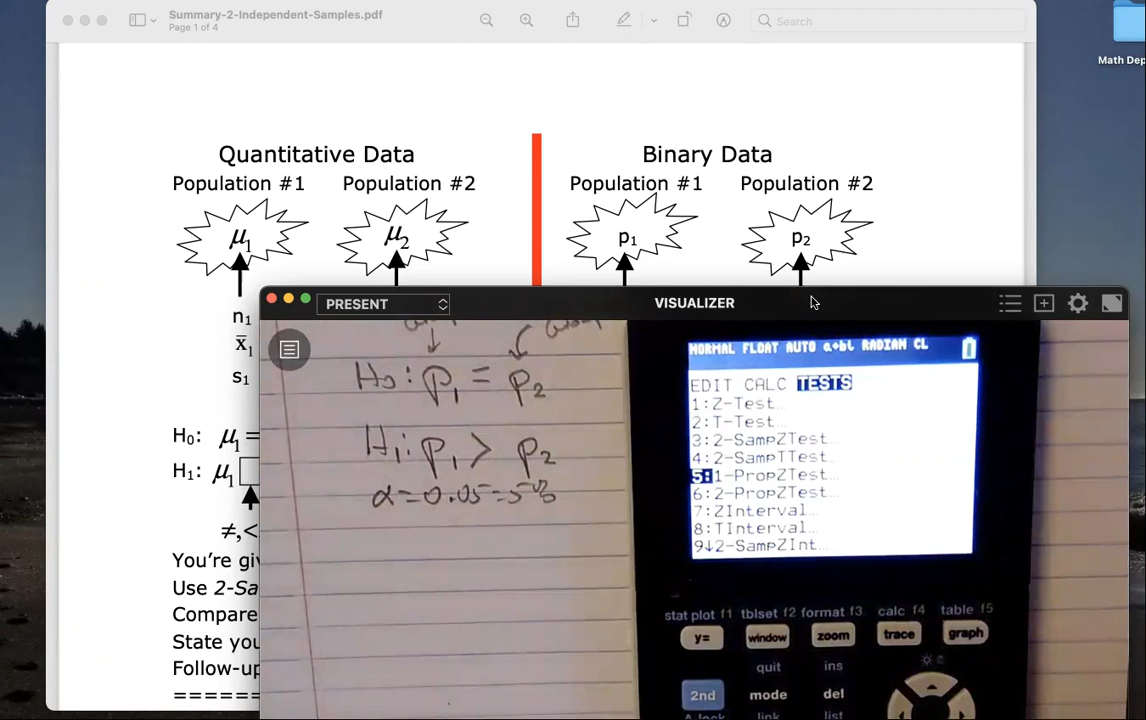 Summary-2-Independent-Samples.pdf
Page 1 of 4
Search
Math Dep
Quantitative Data
Binary Data
Population #1
Population #2
Population #1
Population #2
μ1
μ2
p1
p2
n1
x̄1
s1
H0: μ1 =
H1: μ1
≠,<
You're gi
Use 2-Sa
Compare
State you
Follow-up
=======
PRESENT
VISUALIZER
H0: p1 = p2
H1: p1 > p2
α=0.05=5%
NORMAL FLOAT AUTO a+bi RADIAN CL
EDIT CALC TESTS
1:Z-Test…
2:T-Test…
3:2-SampZTest…
4:2-SampTTest…
5:1-PropZTest…
6:2-PropZTest…
7:ZInterval…
8:TInterval…
9↓2-SampZInt…
stat plot f1 tblset f2 format f3 calc f4 table f5
y= window zoom trace graph
quit ins
2nd mode del
A-lock link list